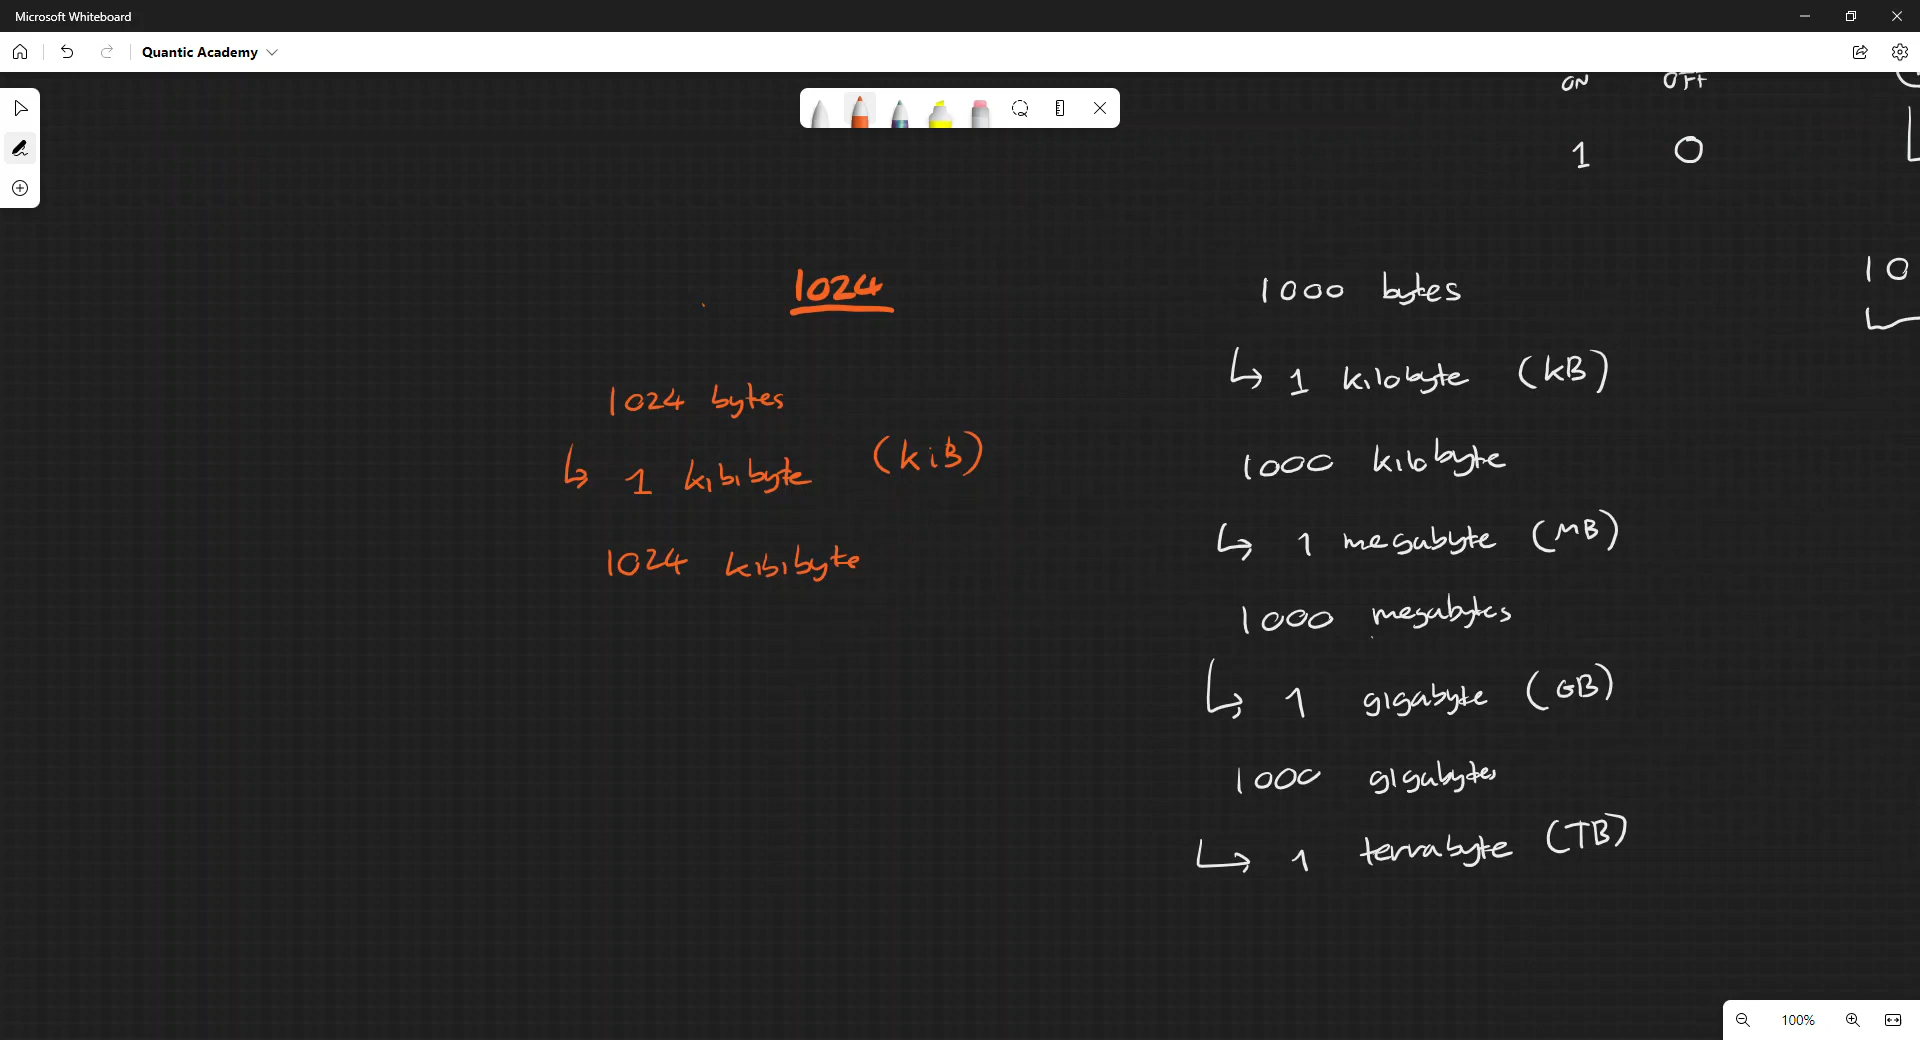 Microsoft Whiteboard
Quantic Academy
ON OFF
1 0
1024
1024 bytes
↳ 1 kibibyte (kiB)
1024 kibibyte
1000 bytes
↳ 1 kilobyte (kB)
1000 kilobyte
↳ 1 megabyte (MB)
1000 megabytes
↳ 1 gigabyte (GB)
1000 gigabytes
↳ 1 terrabyte (TB)
10
100%